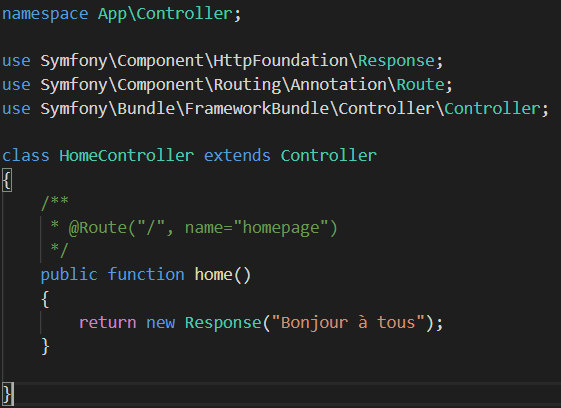 namespace App\Controller;
use Symfony\Component\HttpFoundation\Response;
use Symfony\Component\Routing\Annotation\Route;
use Symfony\Bundle\FrameworkBundle\Controller\Controller;
class HomeController extends Controller
{
/**
* @Route("/", name="homepage")
*/
public function home()
{
return new Response("Bonjour à tous");
}
}